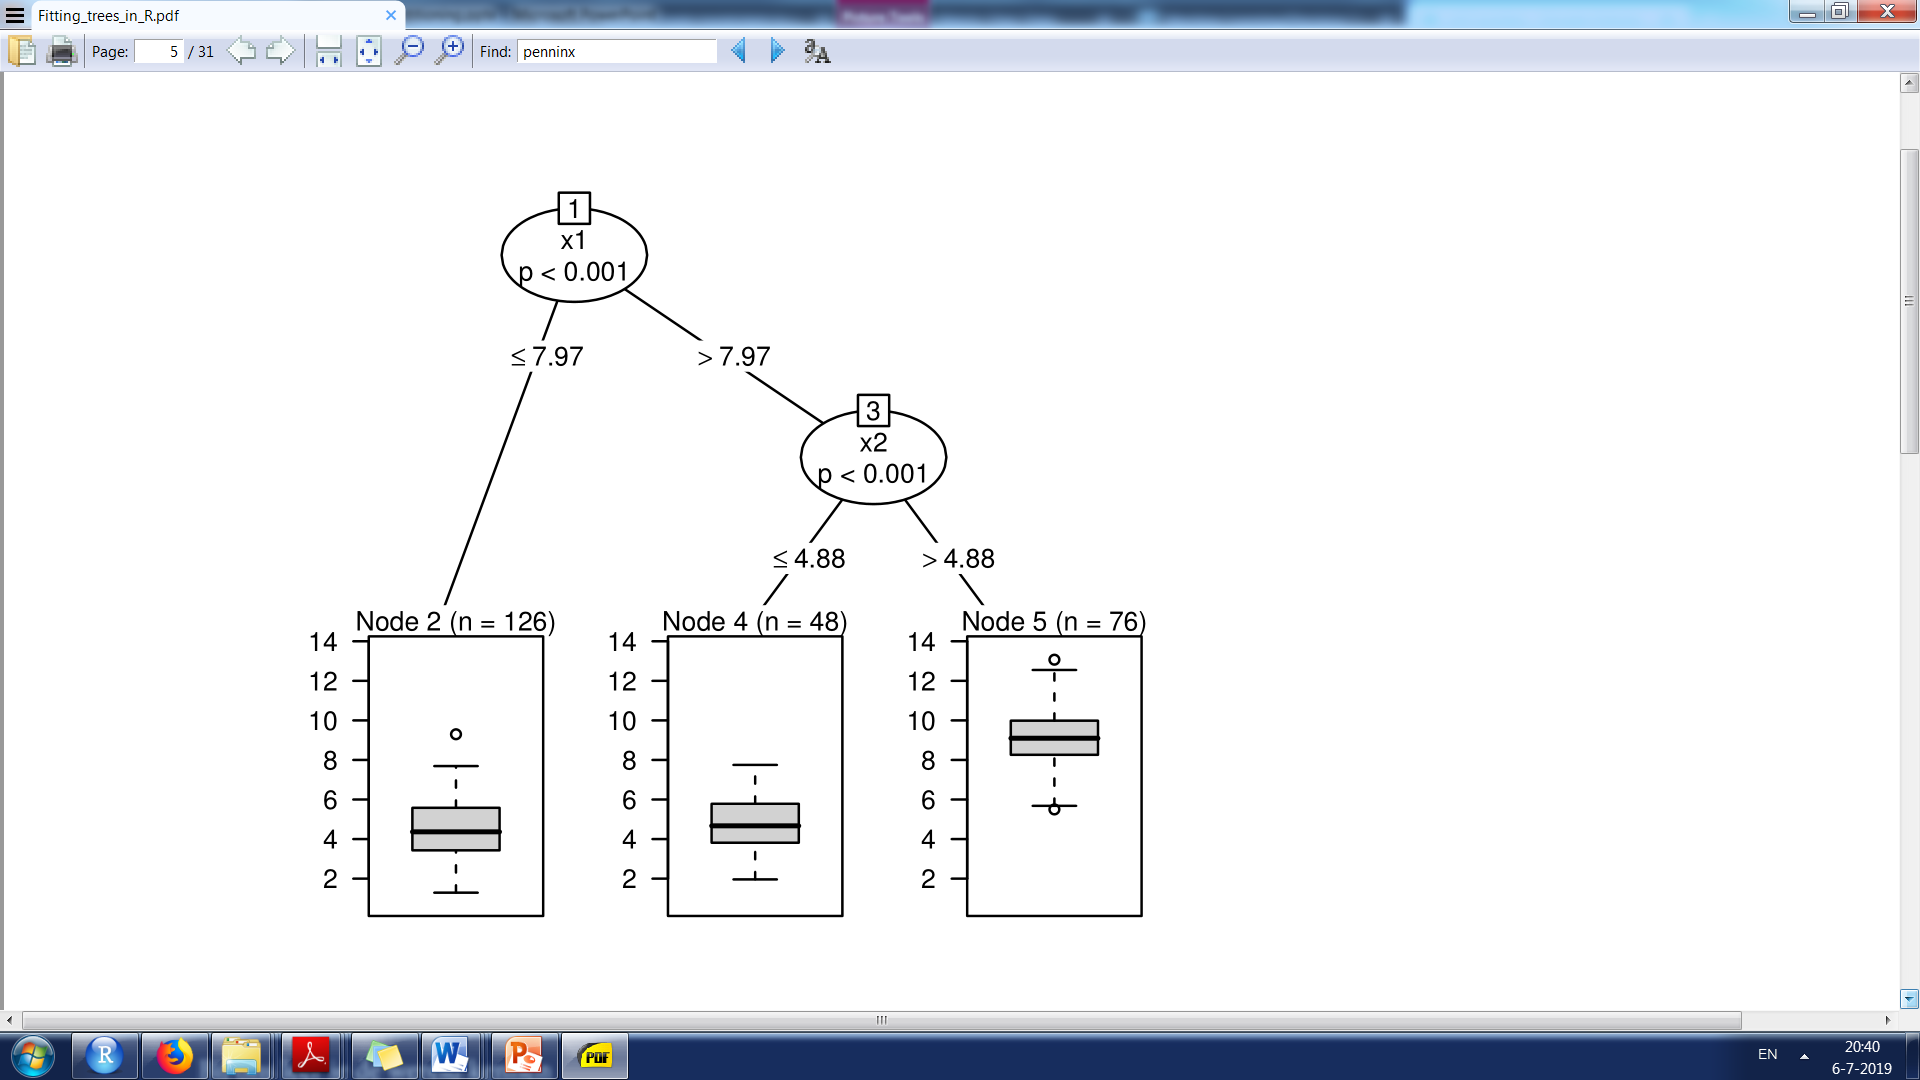 Fitting_trees_in_R.pdf
Page: 5 / 31 Find: penninx
1
x1
p < 0.001
≤ 7.97 > 7.97
3
x2
p < 0.001
≤ 4.88 > 4.88
Node 2 (n = 126) Node 4 (n = 48) Node 5 (n = 76)
14 14 14
12 12 12
10 10 10
8 8 8
6 6 6
4 4 4
2 2 2
EN 20:40
6-7-2019